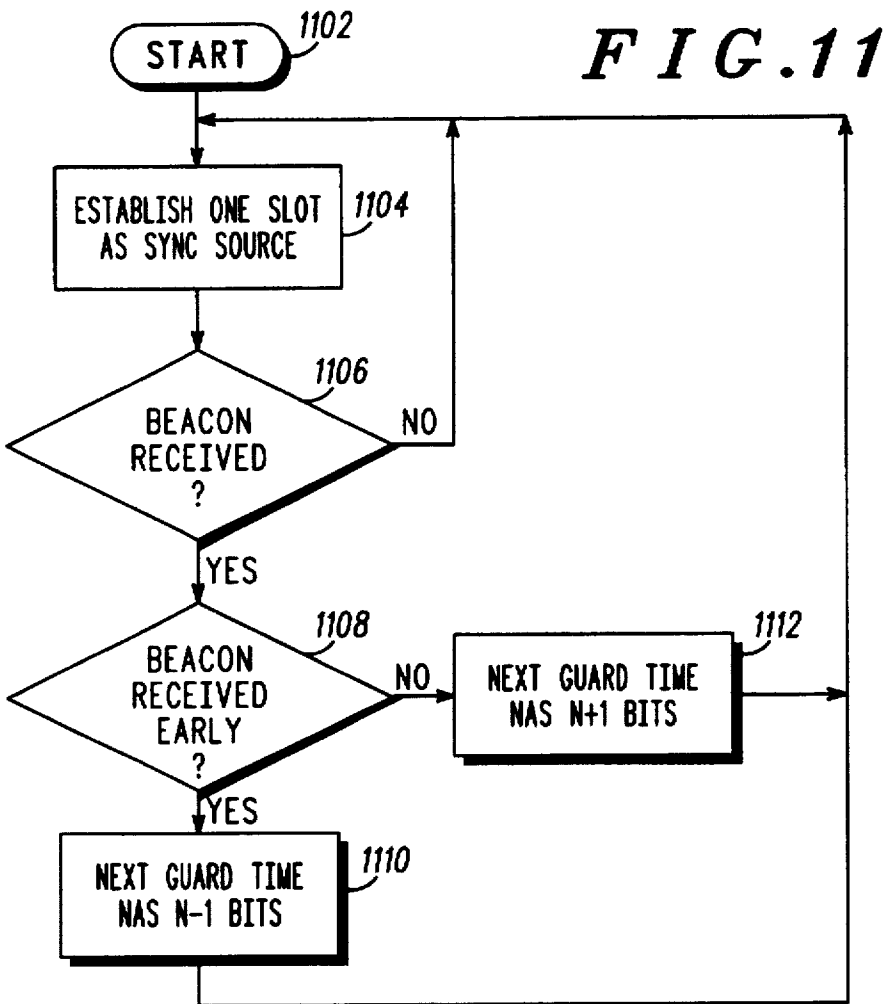 FIG.11
START
1102
ESTABLISH ONE SLOT
AS SYNC SOURCE
1104
BEACON
RECEIVED
?
1106
NO
YES
BEACON
RECEIVED
EARLY
?
1108
NO
NEXT GUARD TIME
NAS N+1 BITS
1112
YES
NEXT GUARD TIME
NAS N-1 BITS
1110